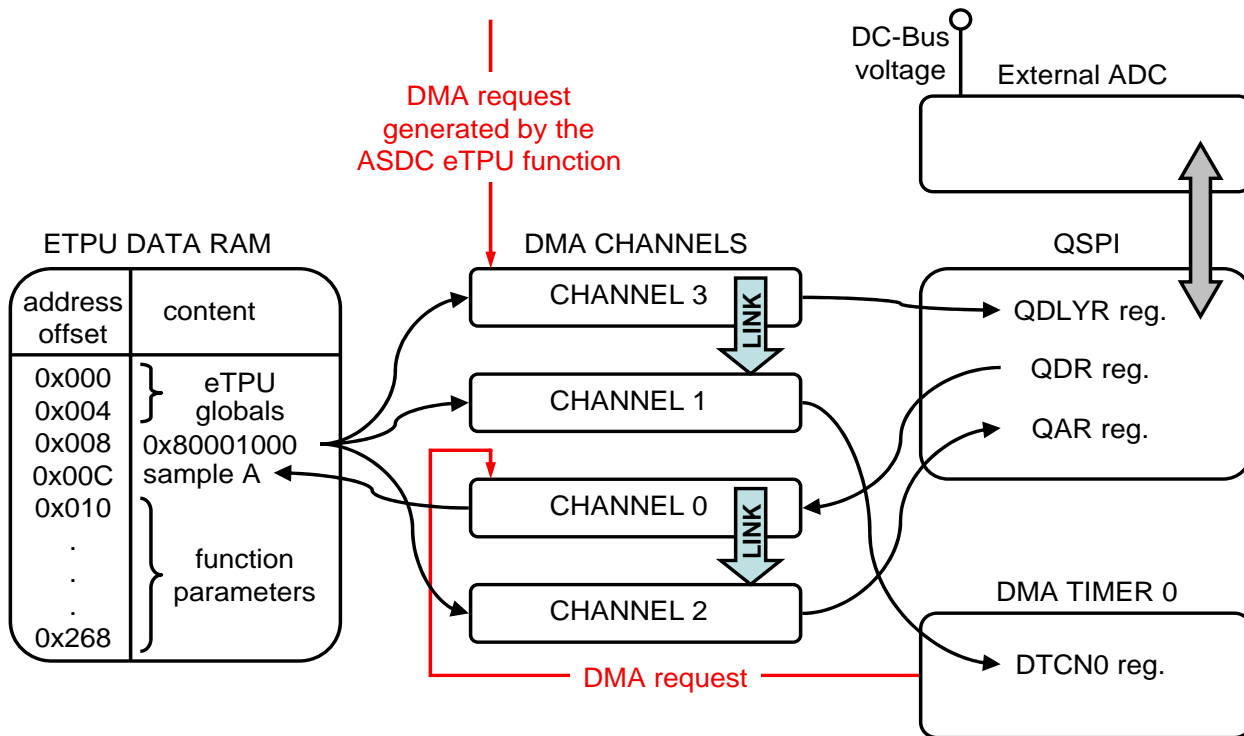 DC-Bus
voltage
External ADC
DMA request
generated by the
ASDC eTPU function
ETPU DATA RAM
DMA CHANNELS
QSPI
address
offset
content
0x000
0x004
0x008
0x00C
0x010
.
.
.
0x268
eTPU
globals
0x80001000
sample A
function
parameters
CHANNEL 3
LINK
CHANNEL 1
CHANNEL 0
LINK
CHANNEL 2
DMA request
QDLYR reg.
QDR reg.
QAR reg.
DMA TIMER 0
DTCN0 reg.